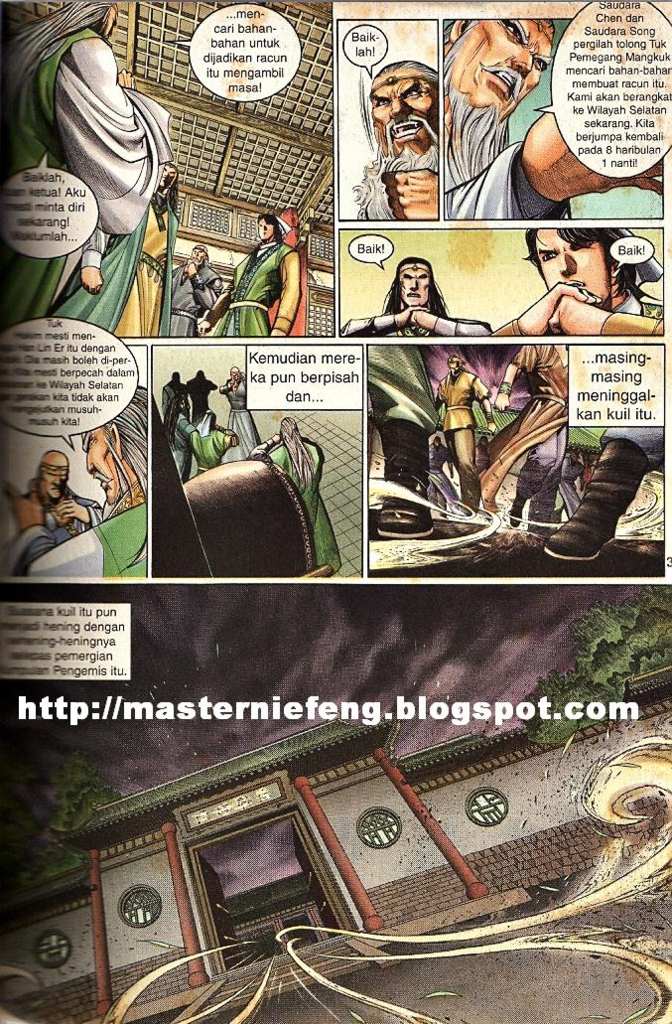 ...men-
cari bahan-
bahan untuk
dijadikan racun
itu mengambil
masa!
Baiklah,
ketua! Aku
mesti minta diri
sekarang!
Baik-
lah!
Saudara
Chen dan
Saudara Song
pergilah tolong Tuk
Pemegang Mangkuk
mencari bahan-bahan
membuat racun itu.
Kami akan berangkat
ke Wilayah Selatan
sekarang. Kita
berjumpa kembali
pada 8 haribulan
1 nanti!
Baik!
Baik!
Tuk
Hakim mesti men-
Lin Er itu dengan
Dia masih boleh di-per-
mesti berpecah dalam
ke Wilayah Selatan
tidak akan
mengejutkan musuh-
musuh kita!
Kemudian mere-
ka pun berpisah
dan...
...masing-
masing
meninggal-
kan kuil itu.
3
Suasana kuil itu pun
hening dengan
pemergian
Pengemis itu.
http://masterniefeng.blogspot.com